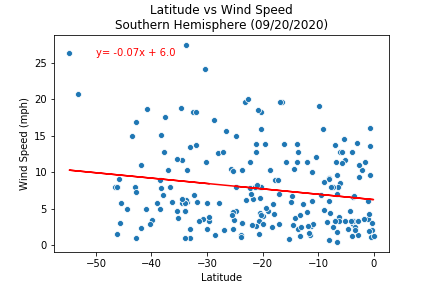 Latitude vs Wind Speed
Southern Hemisphere (09/20/2020)
y= -0.07x + 6.0
Wind Speed (mph)
25
20
15
10
5
0
−50
−40
−30
−20
−10
0
Latitude